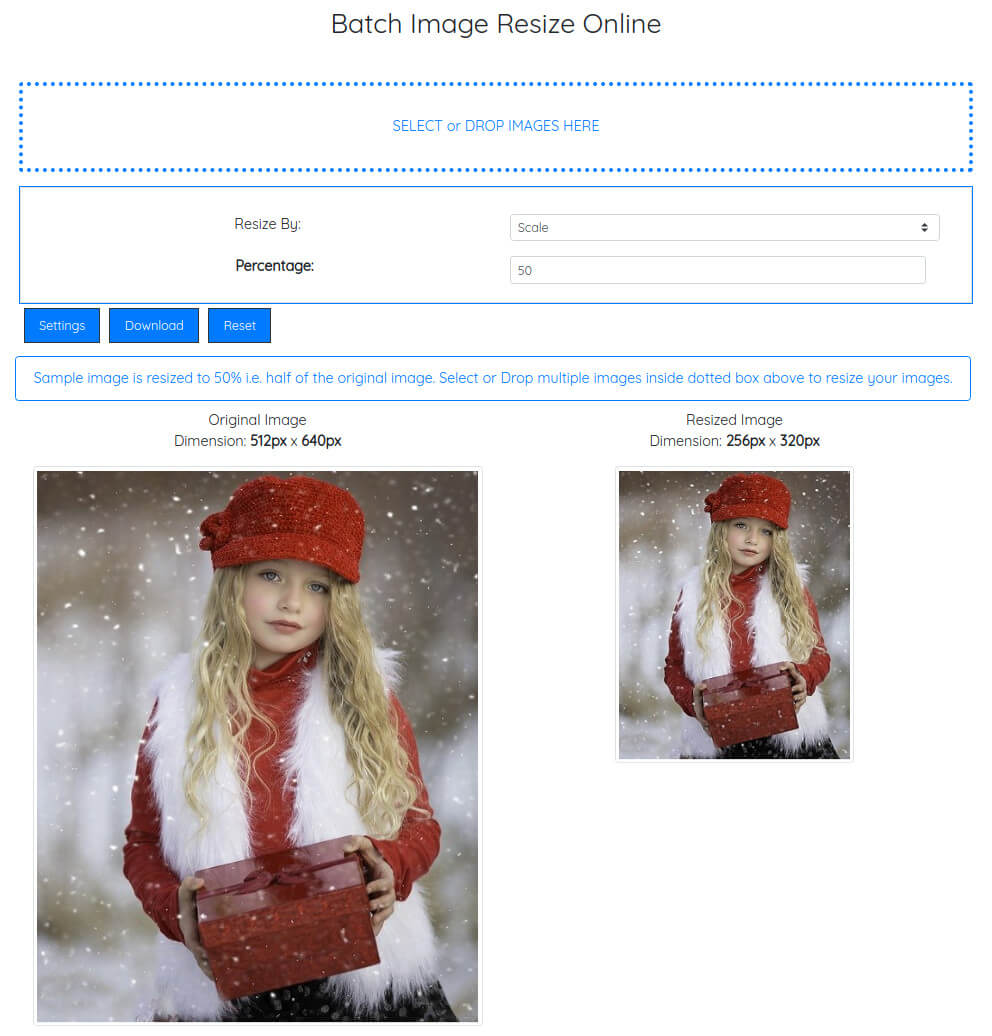 Batch Image Resize Online
SELECT or DROP IMAGES HERE
Resize By:
Scale
Percentage:
50
Settings
Download
Reset
Sample image is resized to 50% i.e. half of the original image. Select or Drop multiple images inside dotted box above to resize your images.
Original Image
Dimension: 512px x 640px
Resized Image
Dimension: 256px x 320px